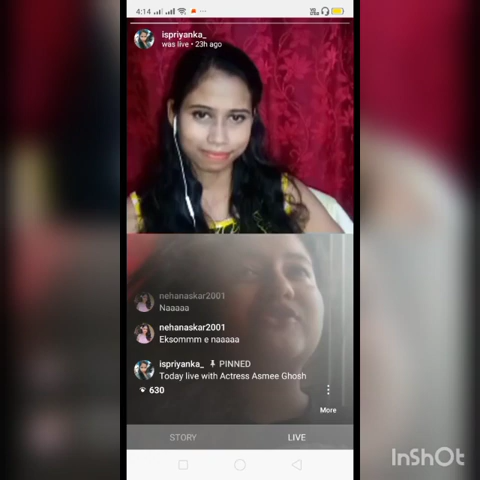 4:14
ispriyanka_
was live • 23h ago
nehanaskar2001
Naaaaa
nehanaskar2001
Eksommm e naaaaa
ispriyanka_ PINNED
Today live with Actress Asmee Ghosh
630
More
STORY LIVE
InShOt